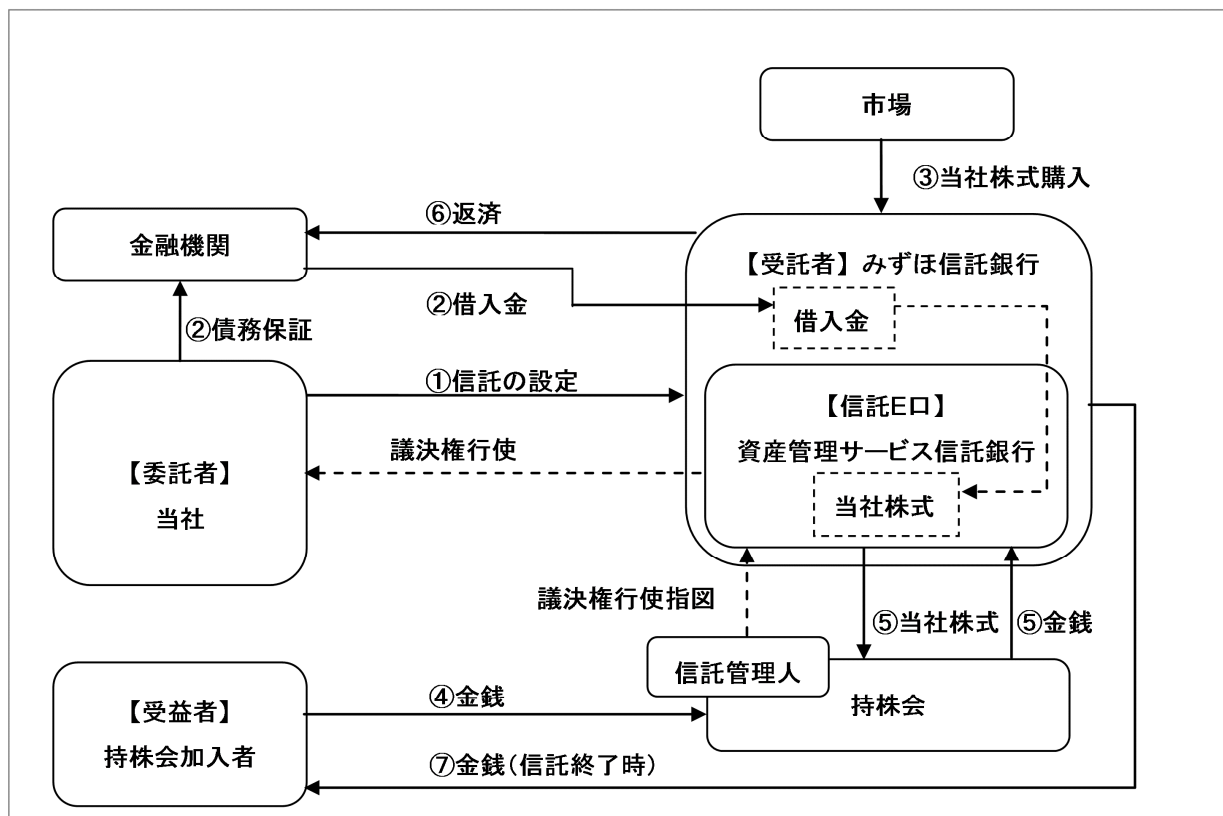 市場
③当社株式購入
⑥返済
金融機関
【受託者】みずほ信託銀行
②借入金
借入金
②債務保証
①信託の設定
【信託E口】
議決権行使
資産管理サービス信託銀行
【委託者】
当社
当社株式
議決権行使指図
⑤当社株式
⑤金銭
信託管理人
【受益者】
持株会加入者
④金銭
持株会
⑦金銭(信託終了時)